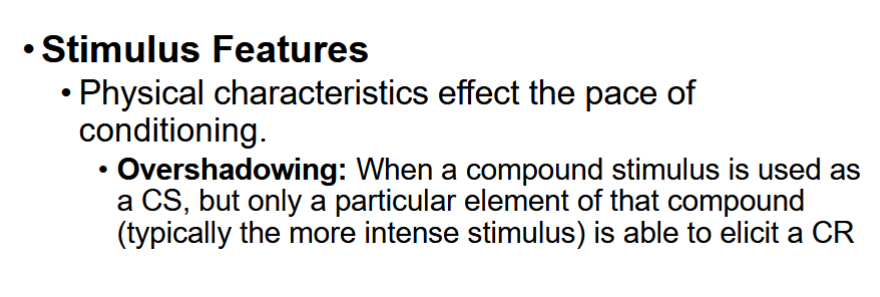 • Stimulus Features
• Physical characteristics effect the pace of
conditioning.
• Overshadowing: When a compound stimulus is used as
a CS, but only a particular element of that compound
(typically the more intense stimulus) is able to elicit a CR